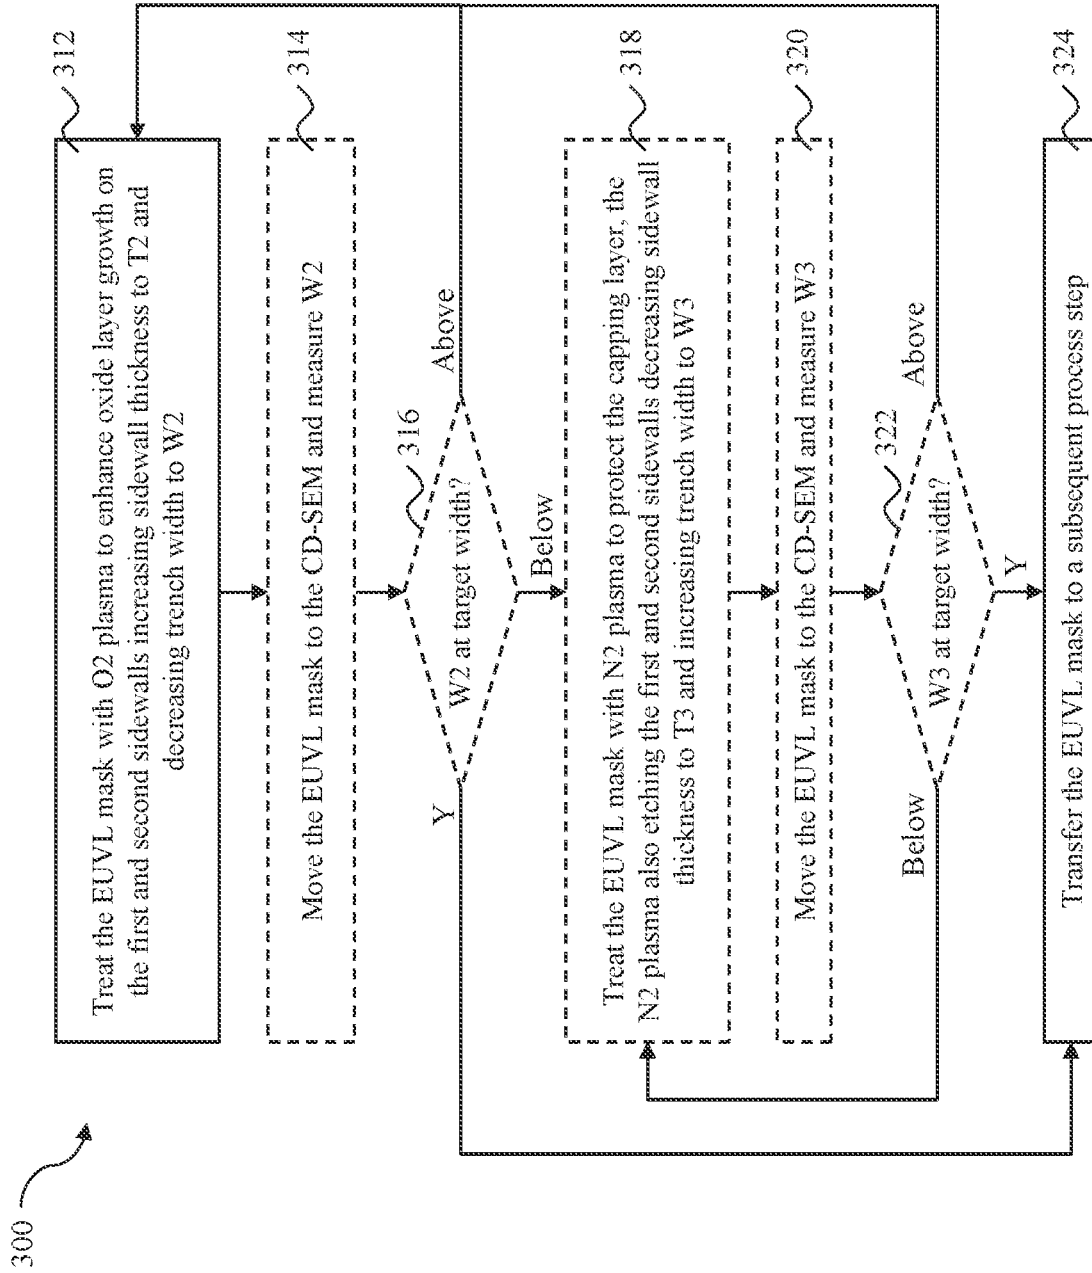 300
312
Treat the EUVL mask with O2 plasma to enhance oxide layer growth on
the first and second sidewalls increasing sidewall thickness to T2 and
decreasing trench width to W2
314
Move the EUVL mask to the CD-SEM and measure W2
316
W2 at target width?
Y
Above
Below
318
Treat the EUVL mask with N2 plasma to protect the capping layer, the
N2 plasma also etching the first and second sidewalls decreasing sidewall
thickness to T3 and increasing trench width to W3
320
Move the EUVL mask to the CD-SEM and measure W3
322
W3 at target width?
Below
Above
Y
324
Transfer the EUVL mask to a subsequent process step